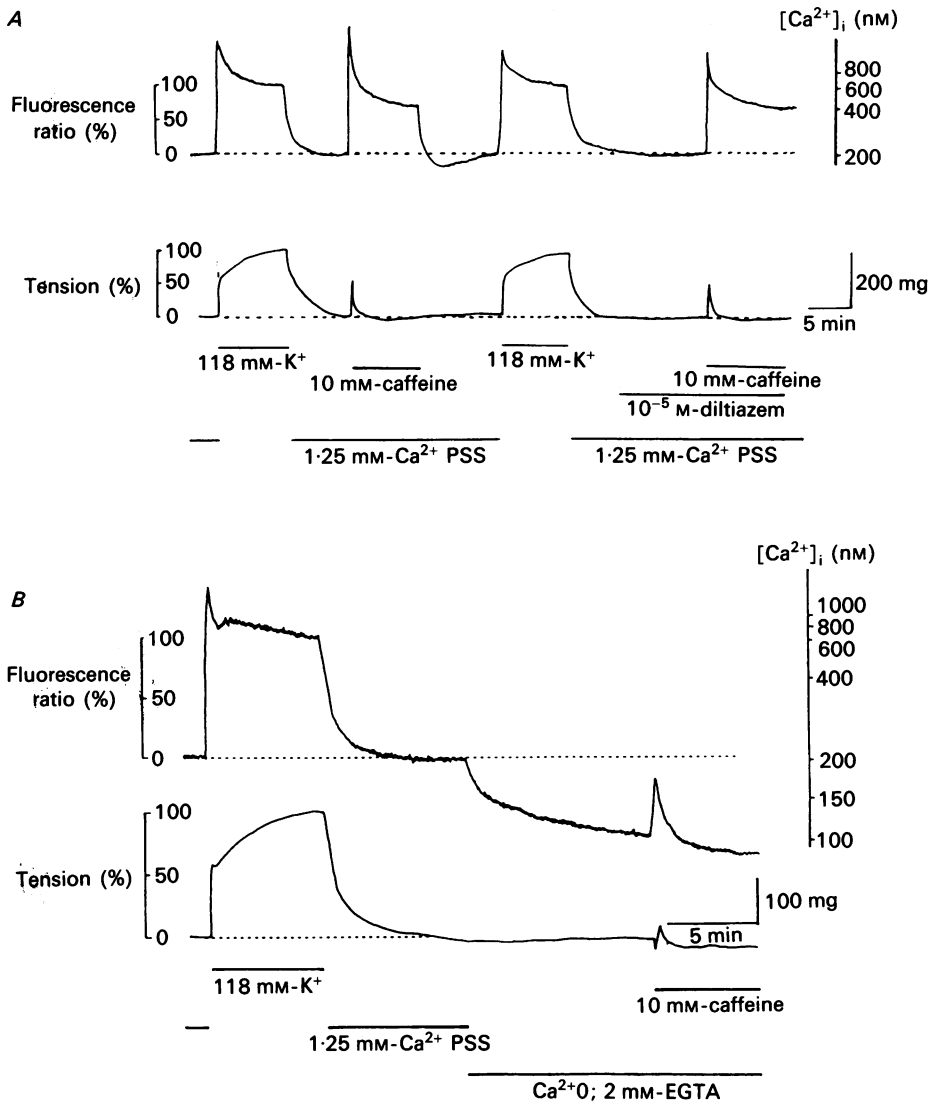 A
[Ca²⁺]ᵢ (nM)
Fluorescence
ratio (%)
100
50
0
800
600
400
200
Tension (%)
100
50
0
200 mg
5 min
118 mM-K⁺
118 mM-K⁺
10 mM-caffeine
10 mM-caffeine
10⁻⁵ M-diltiazem
1·25 mM-Ca²⁺ PSS
1·25 mM-Ca²⁺ PSS
B
[Ca²⁺]ᵢ (nM)
Fluorescence
ratio (%)
100
50
0
1000
800
600
400
200
150
100
Tension (%)
100
50
0
100 mg
5 min
118 mM-K⁺
10 mM-caffeine
1·25 mM-Ca²⁺ PSS
Ca²⁺0; 2 mM-EGTA